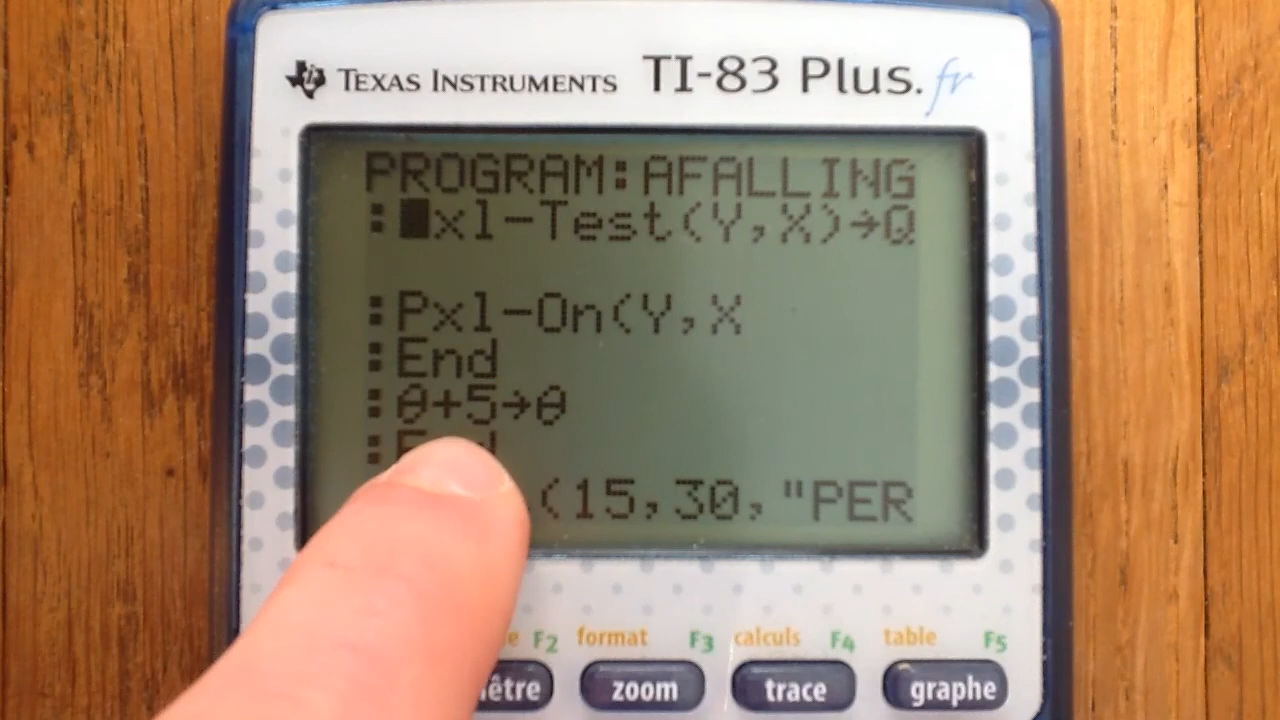 TEXAS INSTRUMENTS TI-83 Plus.fr
PROGRAM:AFALLING
:█xl-Test(Y,X)→Q
:Pxl-On(Y,X
:End
:θ+5→θ
:End
(15,30,"PER
F2 format F3 calculs F4 table F5
zoom trace graphe